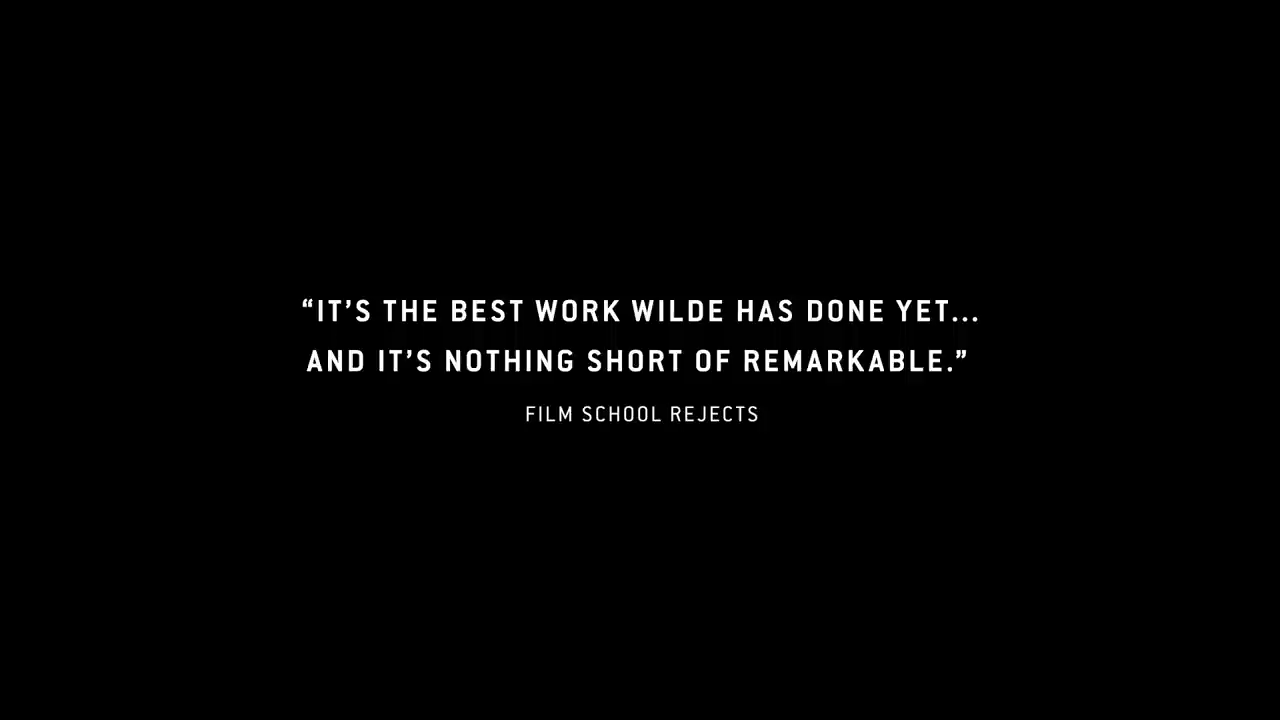 “IT’S THE BEST WORK WILDE HAS DONE YET...
AND IT’S NOTHING SHORT OF REMARKABLE.”
FILM SCHOOL REJECTS